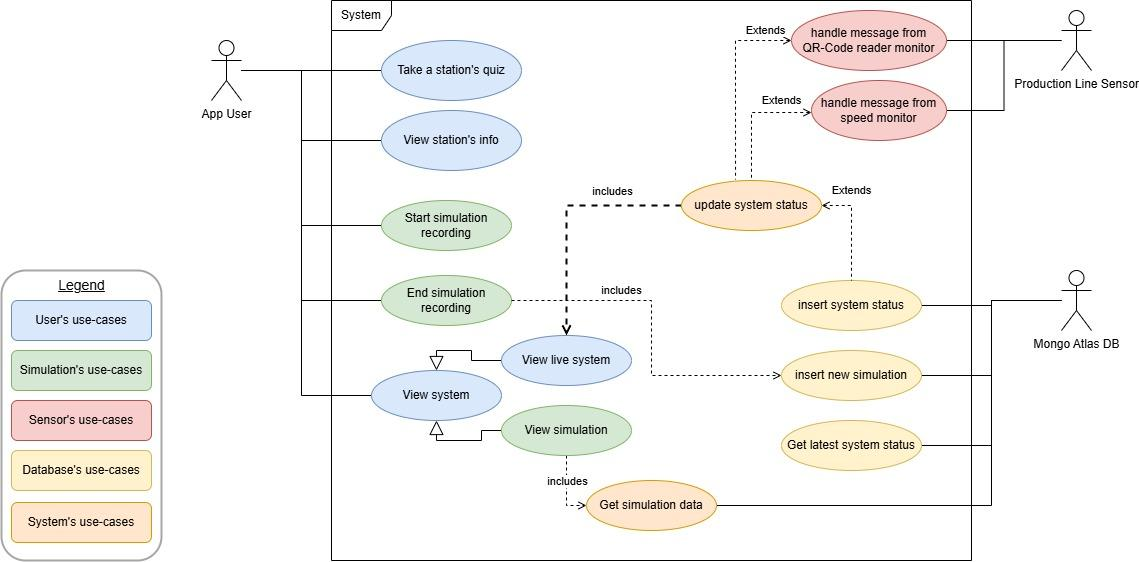 System
App User
Take a station's quiz
View station's info
Start simulation
recording
End simulation
recording
View live system
View system
View simulation
includes
Get simulation data
includes
includes
update system status
Extends
Extends
handle message from
QR-Code reader monitor
handle message from
speed monitor
Production Line Sensor
Extends
insert system status
insert new simulation
Get latest system status
Mongo Atlas DB
Legend
User's use-cases
Simulation's use-cases
Sensor's use-cases
Database's use-cases
System's use-cases